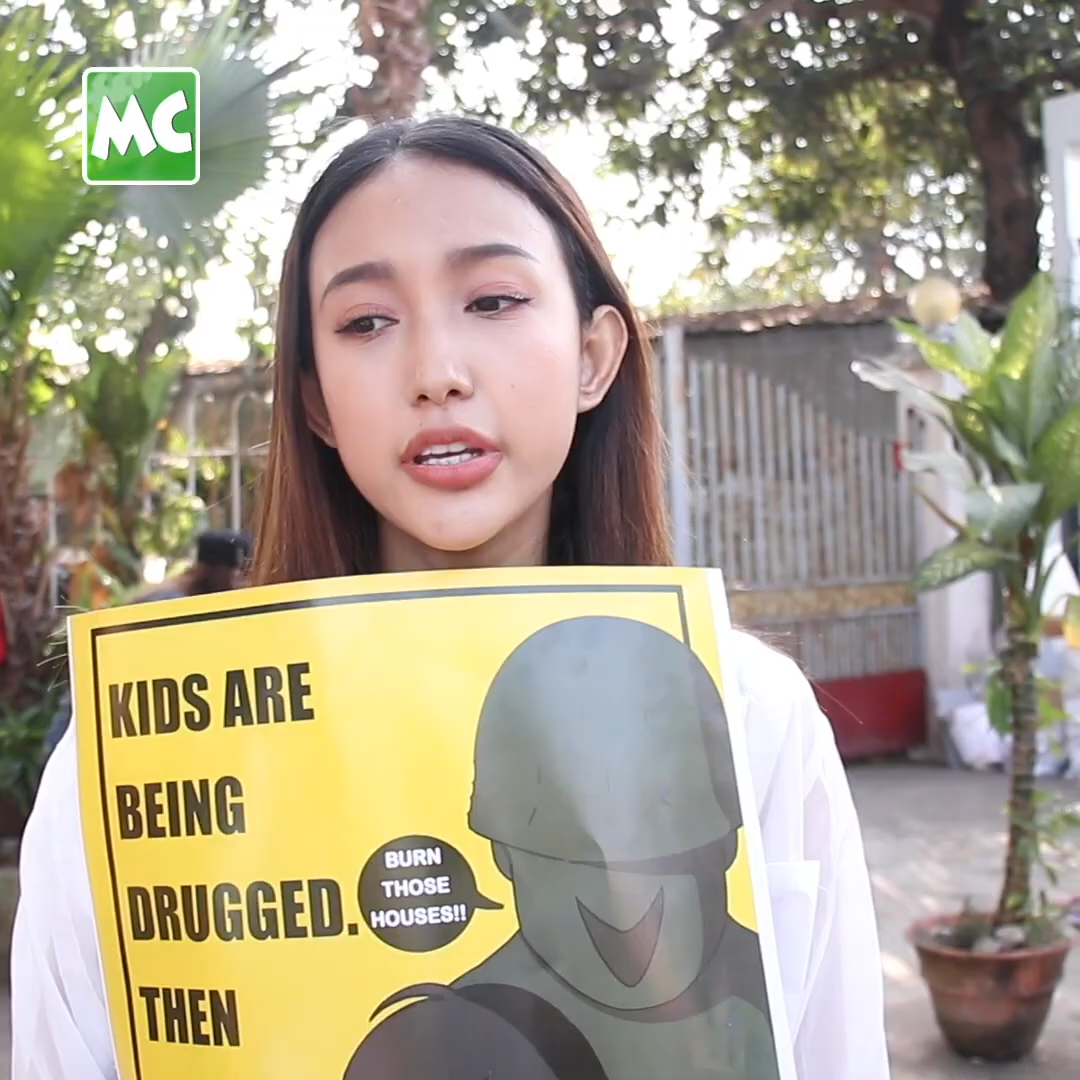 MC
KIDS ARE
BEING
DRUGGED.
THEN
BURN
THOSE
HOUSES!!